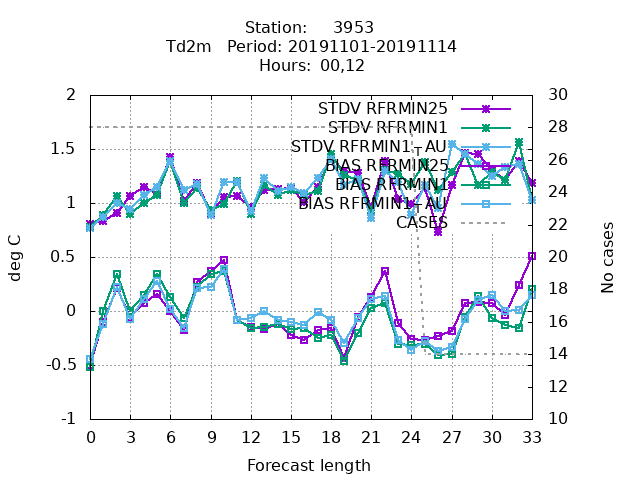 Station: 3953
Td2m Period: 20191101-20191114
Hours: 00,12
deg C
No cases
2
1.5
1
0.5
0
-0.5
-1
30
28
26
24
22
20
18
16
14
12
10
STDV RFRMIN25
STDV RFRMIN1
STDV RFRMIN1_AU
BIAS RFRMIN25
BIAS RFRMIN1
BIAS RFRMIN1_AU
CASES
0 3 6 9 12 15 18 21 24 27 30 33
Forecast length